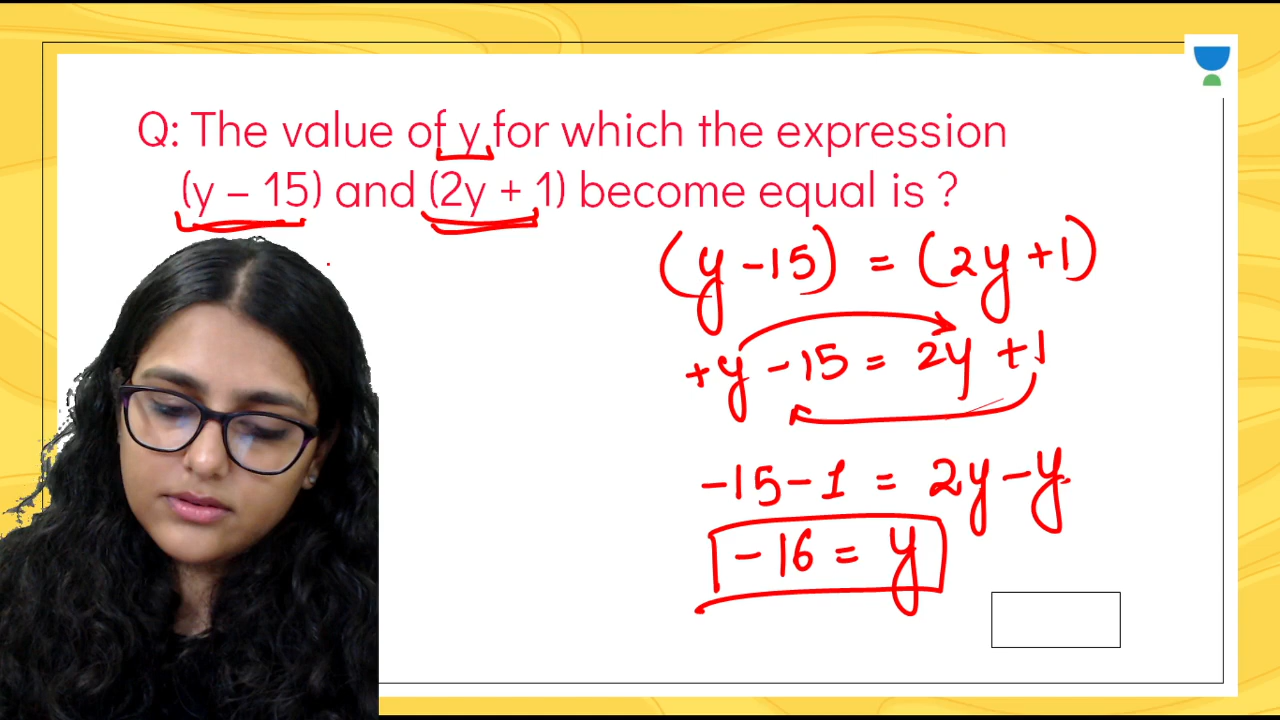 Q: The value of y for which the expression
(y – 15) and (2y + 1) become equal is ?
(y -15) = (2y +1)
+y -15 = 2y +1
-15-1 = 2y-y
-16 = y